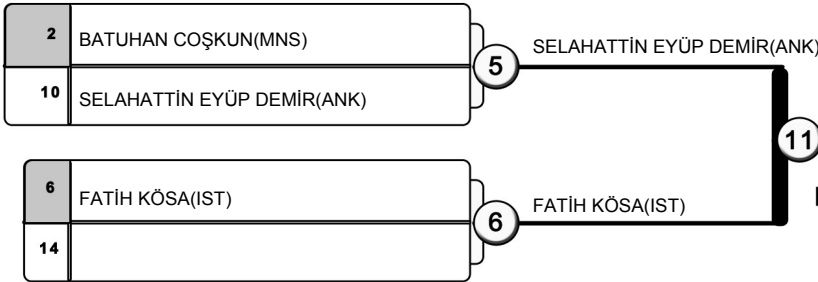 2 BATUHAN COŞKUN(MNS)
10 SELAHATTİN EYÜP DEMİR(ANK)
5
SELAHATTİN EYÜP DEMİR(ANK)
11
6 FATİH KÖSA(IST)
14
6
FATİH KÖSA(IST)